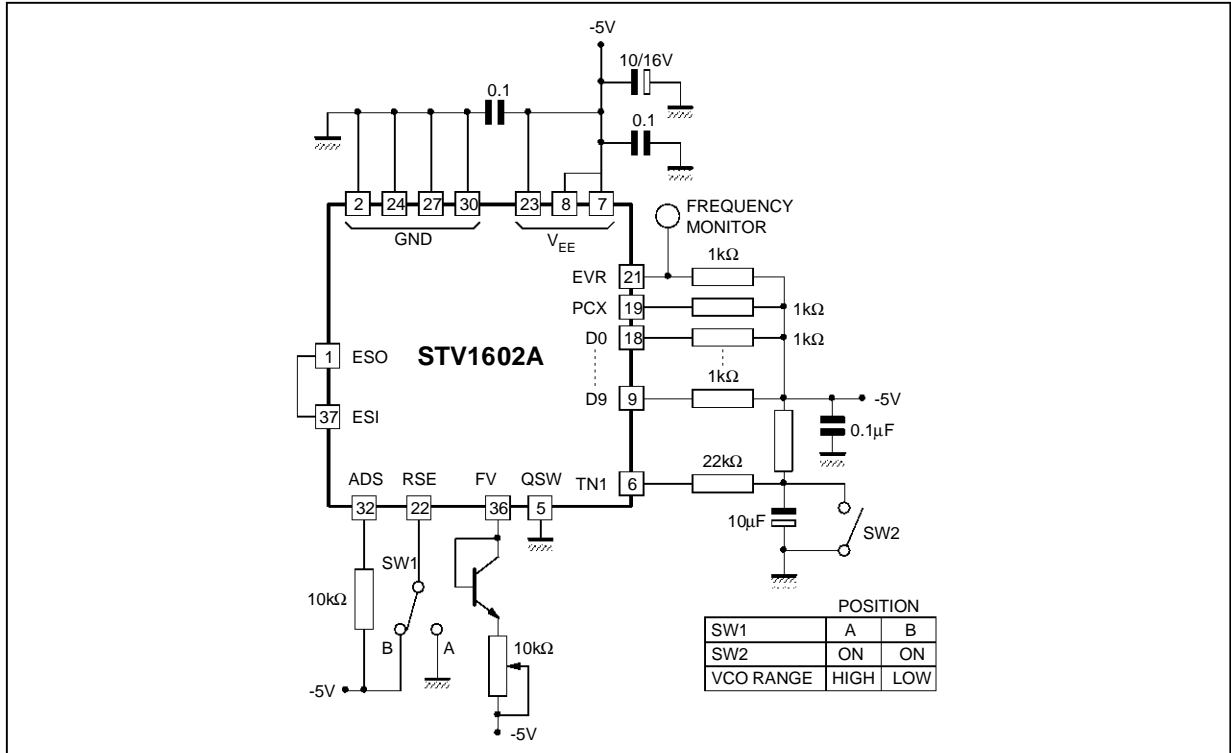 -5V
10/16V
0.1
0.1
2 24 27 30 23 8 7
GND
V_EE
FREQUENCY
MONITOR
EVR 21 1kΩ
PCX 19 1kΩ
D0 18 1kΩ
1kΩ
D9 9 -5V
0.1µF
STV1602A
1 ESO
37 ESI
TN1 6 22kΩ
10µF
SW2
ADS RSE FV QSW
32 22 36 5
SW1
10kΩ
B A
10kΩ
-5V
-5V
POSITION
SW1 A B
SW2 ON ON
VCO RANGE HIGH LOW